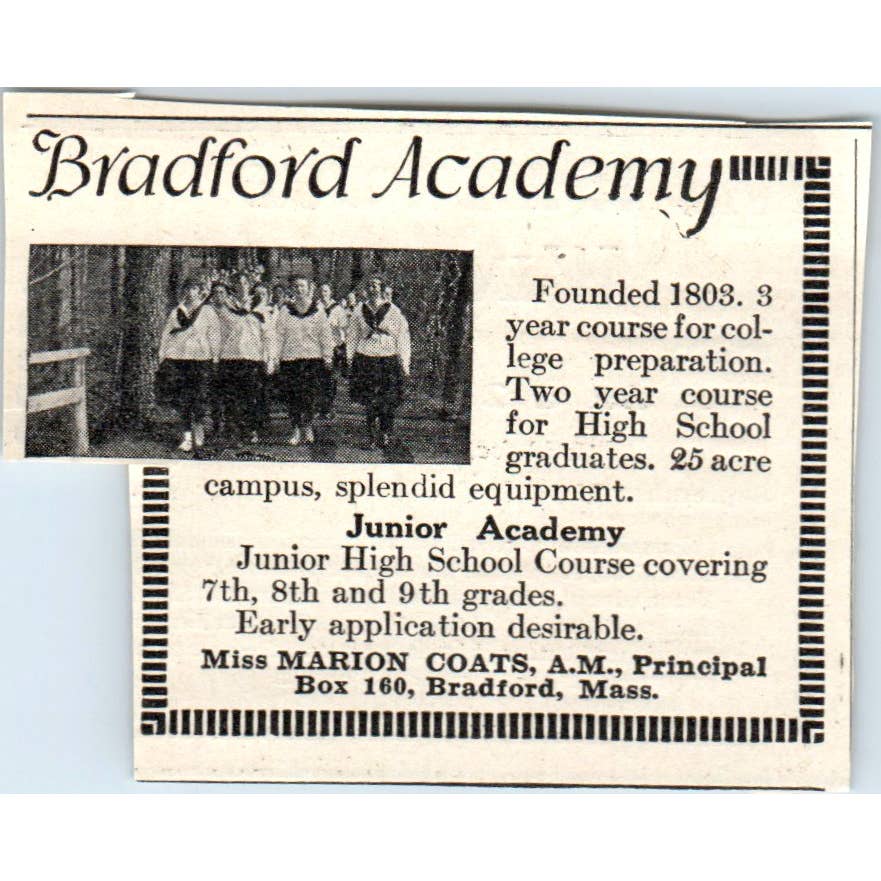 Bradford Academy
Founded 1803. 3
year course for col-
lege preparation.
Two year course
for High School
graduates. 25 acre
campus, splendid equipment.
Junior Academy
Junior High School Course covering
7th, 8th and 9th grades.
Early application desirable.
Miss MARION COATS, A.M., Principal
Box 160, Bradford, Mass.